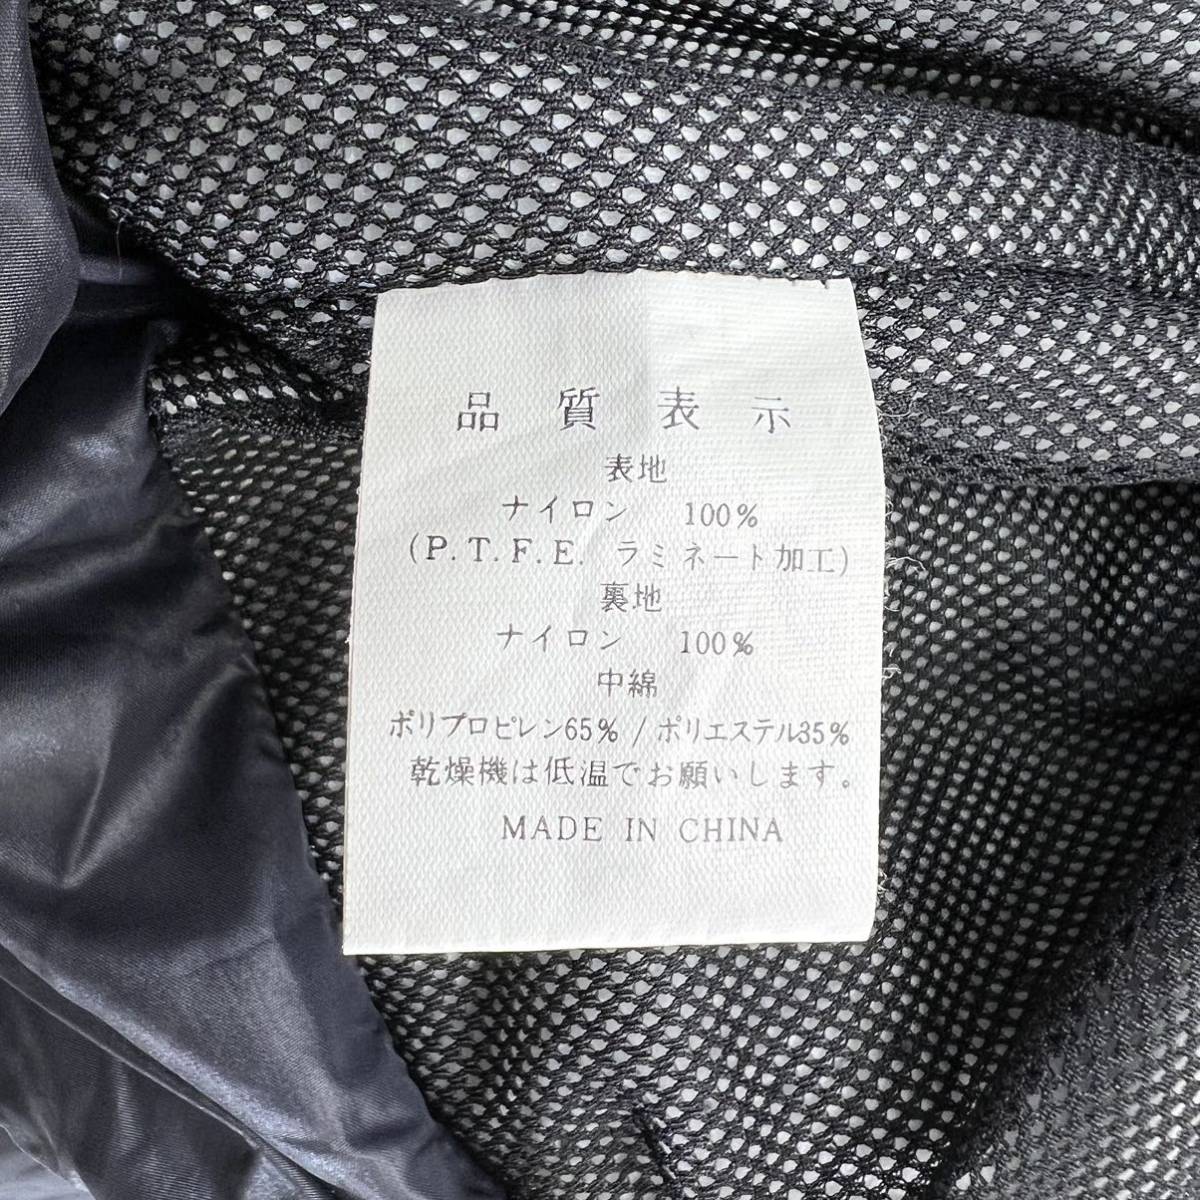 品質表示
表地
ナイロン 100%
(P.T.F.E. ラミネート加工)
裏地
ナイロン 100%
中綿
ポリプロピレン65% / ポリエステル35%
乾燥機は低温でお願いします。
MADE IN CHINA